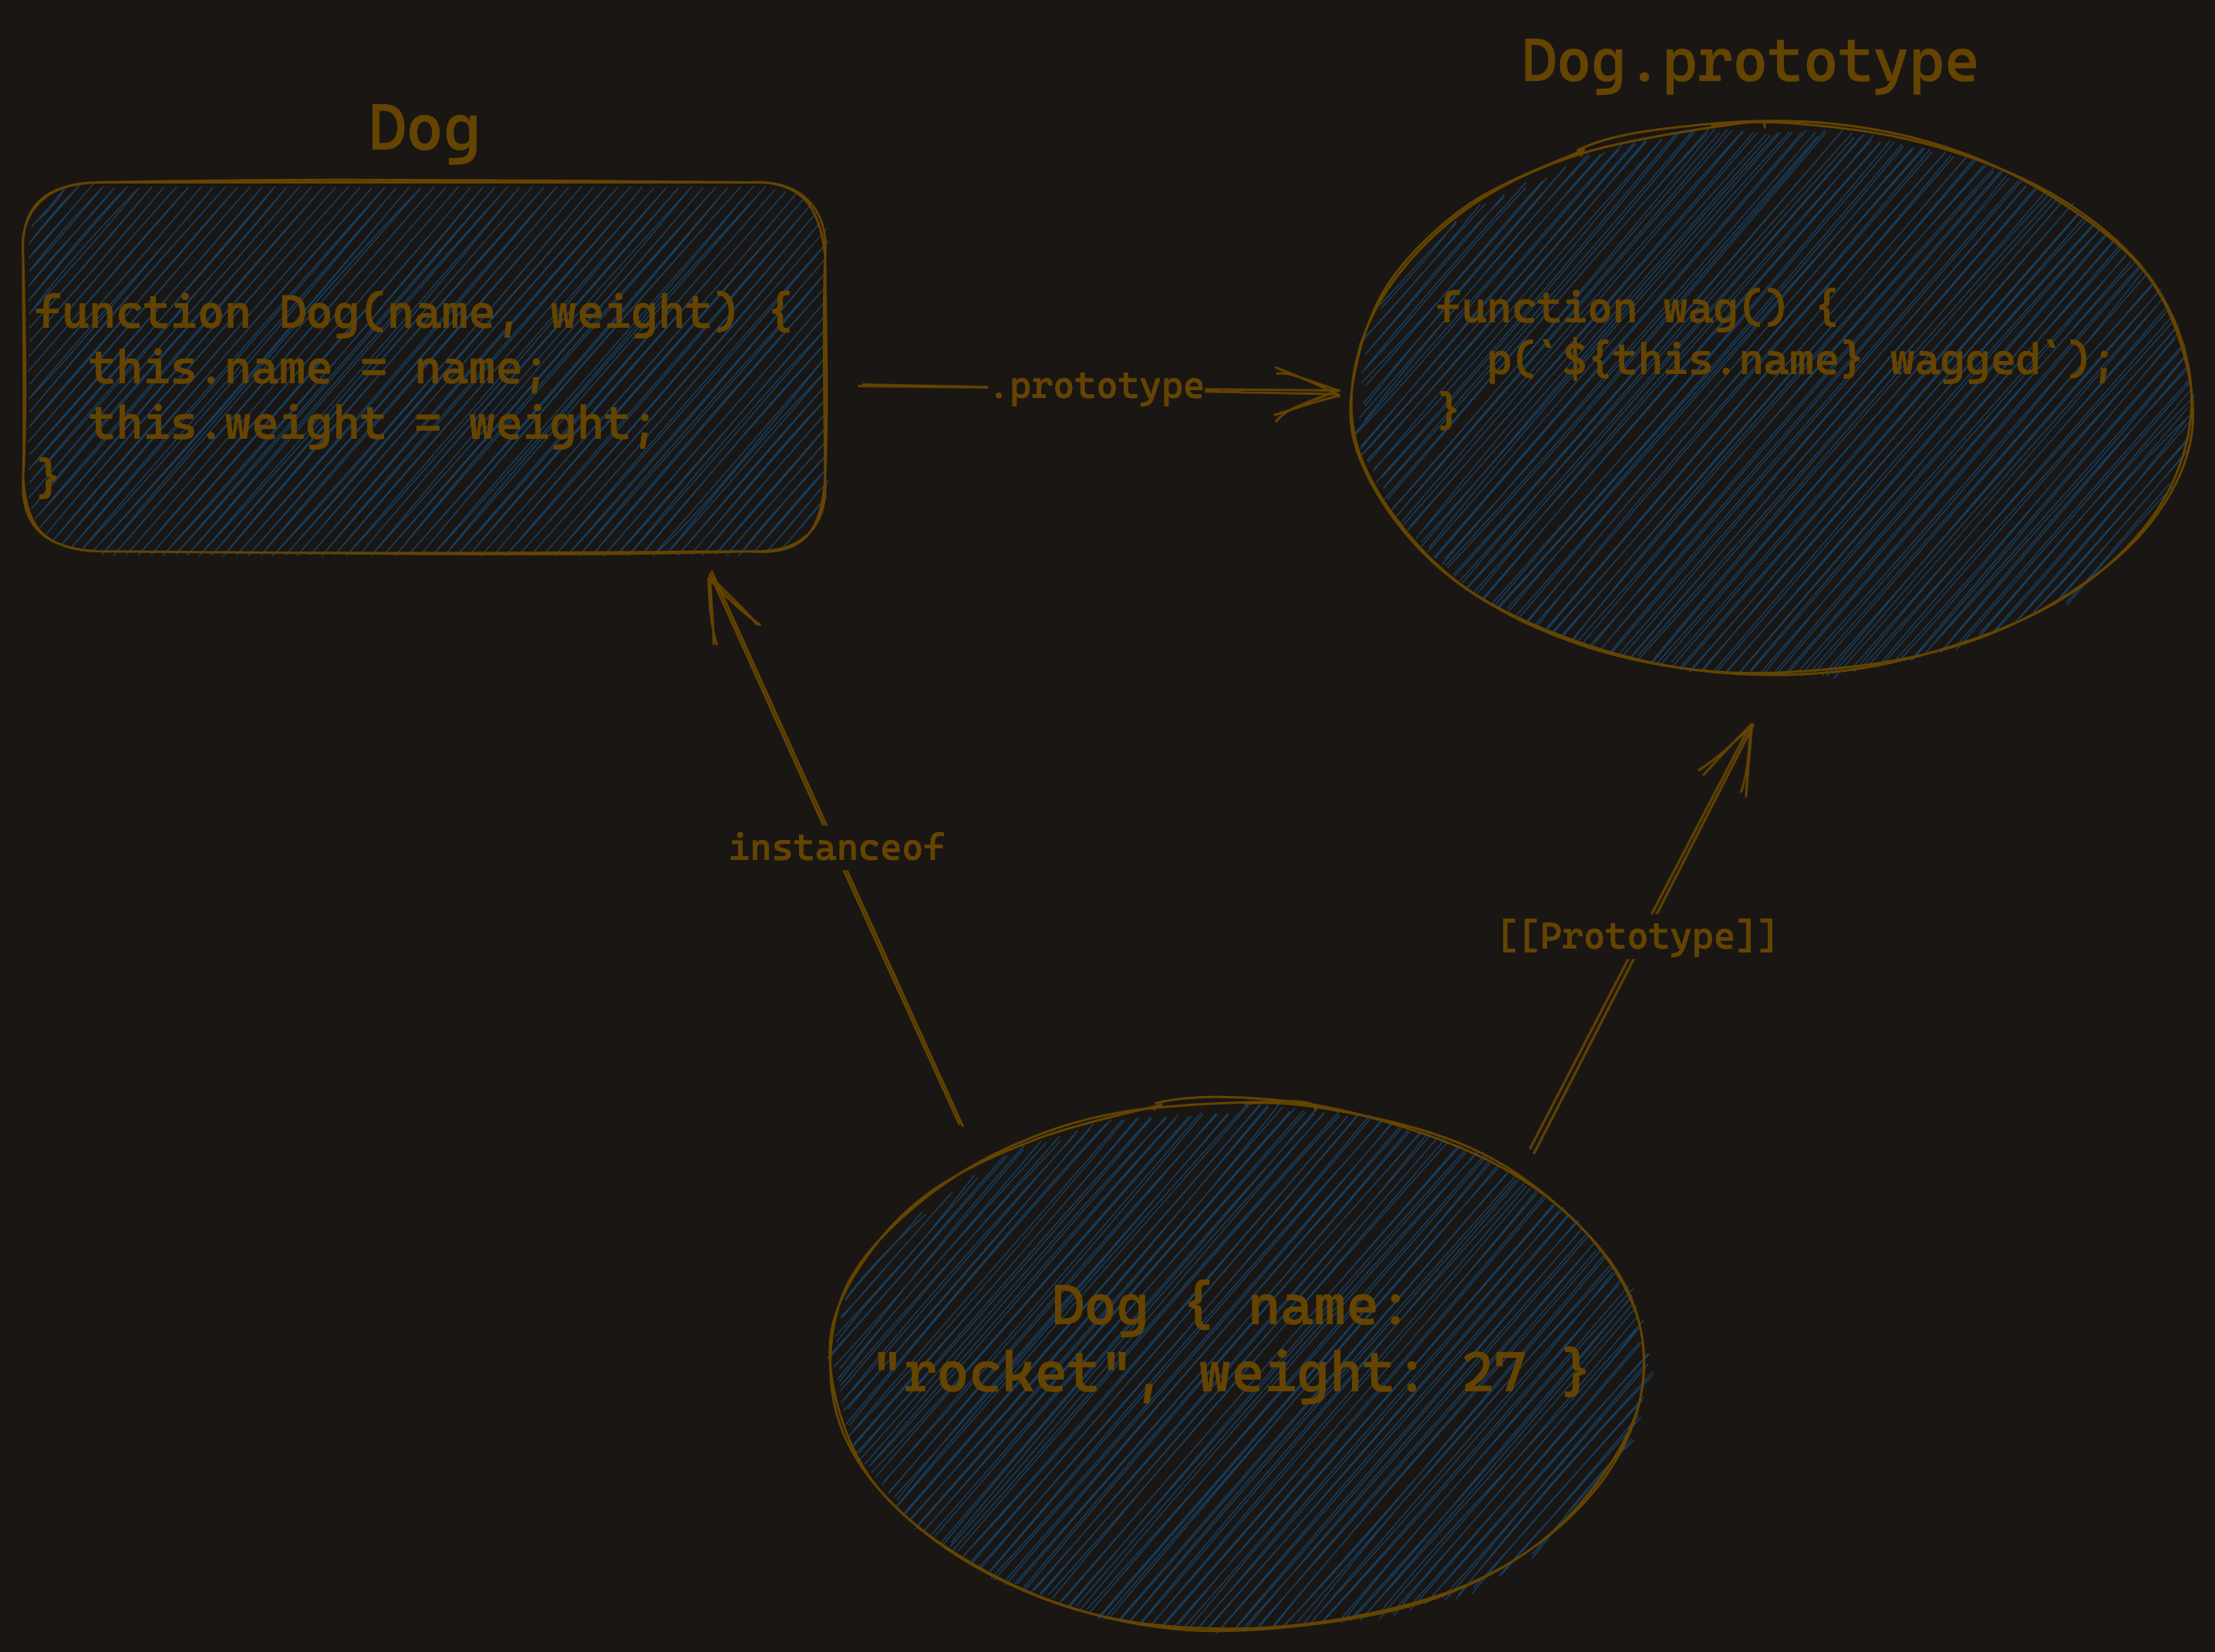 Dog
function Dog(name, weight) {
  this.name = name;
  this.weight = weight;
}
.prototype
Dog.prototype
function wag() {
  p(`${this.name} wagged`);
}
instanceof
[[Prototype]]
Dog { name:
"rocket", weight: 27 }